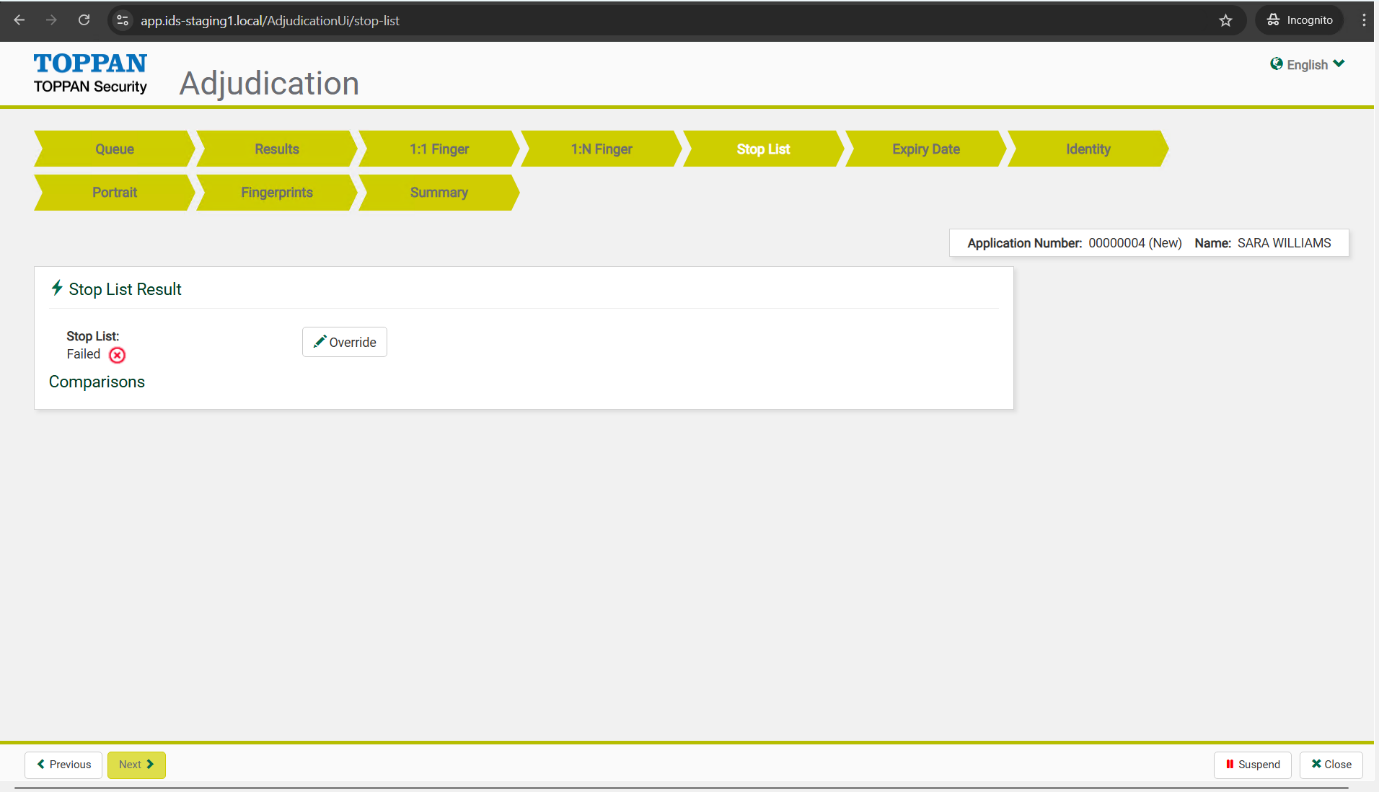 app.ids-staging1.local/AdjudicationUi/stop-list
Incognito
TOPPAN
TOPPAN Security
Adjudication
English
Queue
Results
1:1 Finger
1:N Finger
Stop List
Expiry Date
Identity
Portrait
Fingerprints
Summary
Application Number: 00000004 (New) Name: SARA WILLIAMS
Stop List Result
Stop List:
Failed
Override
Comparisons
Previous
Next
Suspend
Close